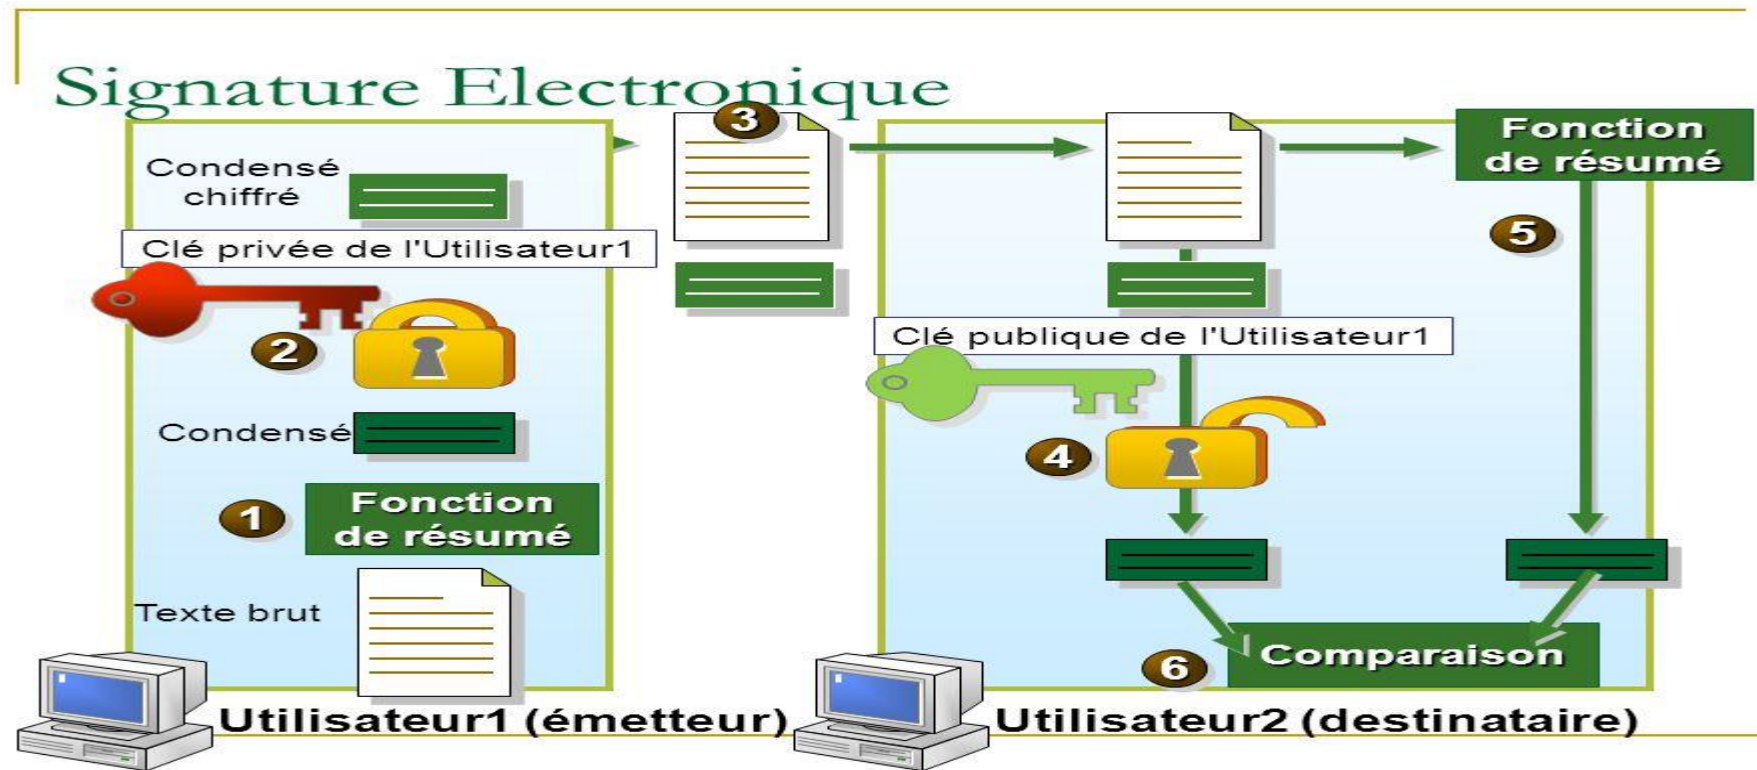 Signature Electronique
Condensé
chiffré
Clé privée de l'Utilisateur1
2
Condensé
1
Fonction
de résumé
Texte brut
Utilisateur1 (émetteur)
3
Fonction
de résumé
5
Clé publique de l'Utilisateur1
4
6
Comparaison
Utilisateur2 (destinataire)